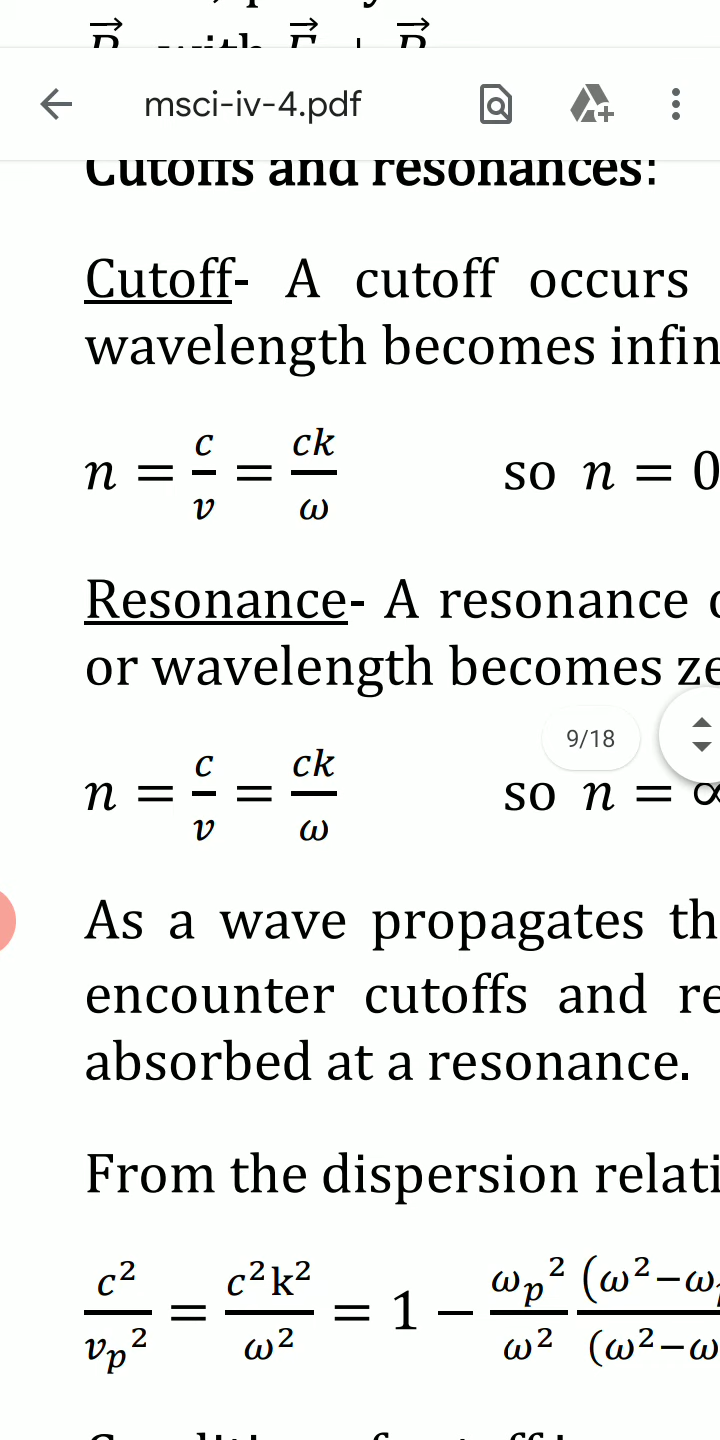 msci-iv-4.pdf
Cutoffs and resonances:
Cutoff- A cutoff occurs
wavelength becomes infin
n = c/v = ck/ω so n = 0
Resonance- A resonance
or wavelength becomes ze
9/18
n = c/v = ck/ω so n = ∞
As a wave propagates th
encounter cutoffs and re
absorbed at a resonance.
From the dispersion relati
c²/vₚ² = c²k²/ω² = 1 − ωₚ²/ω² (ω²−ωₚ/(ω²−ω